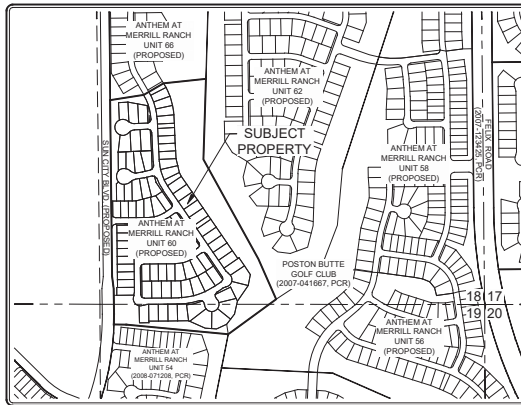 ANTHEM AT
MERRILL RANCH
UNIT 66
(PROPOSED)
ANTHEM AT
MERRILL RANCH
UNIT 62
(PROPOSED)
SUBJECT
PROPERTY
FELIX ROAD
(2007-123425, PCR)
ANTHEM AT
MERRILL RANCH
UNIT 58
(PROPOSED)
SUN CITY BLVD. (PROPOSED)
ANTHEM AT
MERRILL RANCH
UNIT 60
(PROPOSED)
POSTON BUTTE
GOLF CLUB
(2007-041667, PCR)
18 17
19 20
ANTHEM AT
MERRILL RANCH
UNIT 56
(PROPOSED)
ANTHEM AT
MERRILL RANCH
UNIT 54
(2008-071208, PCR)